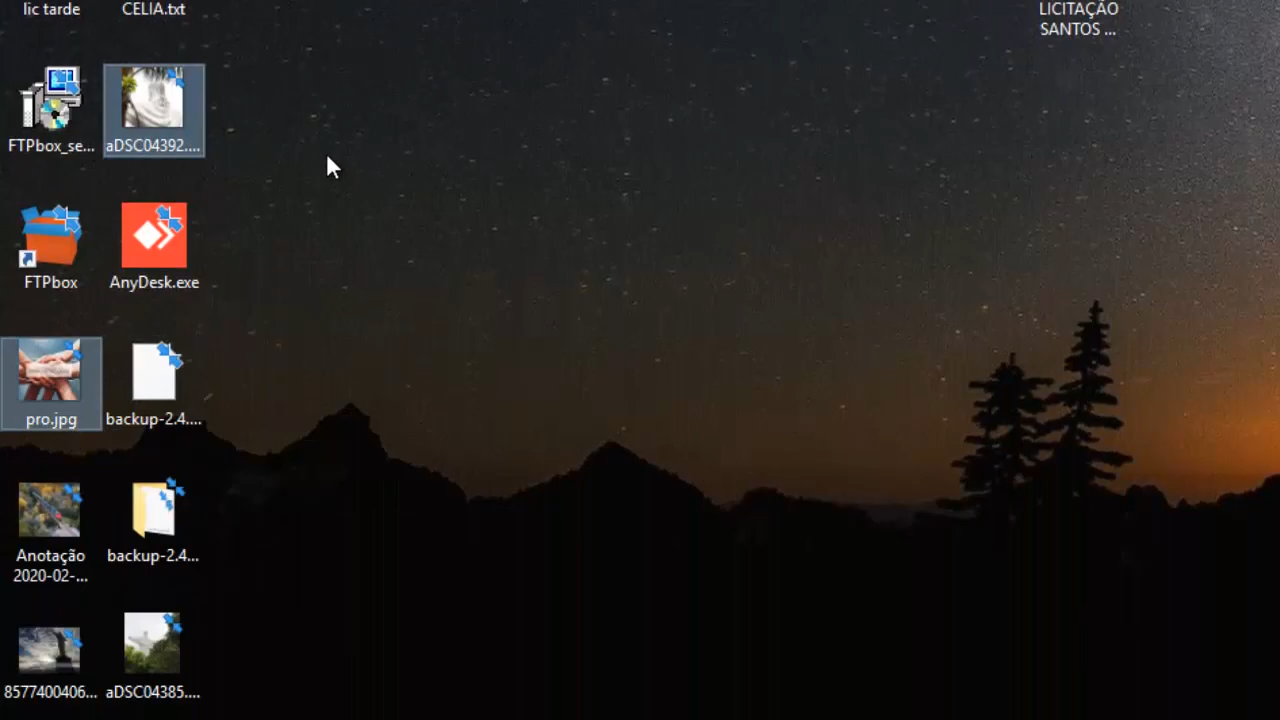 lic tarde
CELIA.txt
LICITAÇÃO
SANTOS ...
FTPbox_se...
aDSC04392....
FTPbox
AnyDesk.exe
pro.jpg
backup-2.4....
Anotação
2020-02-...
backup-2.4...
8577400406...
aDSC04385....